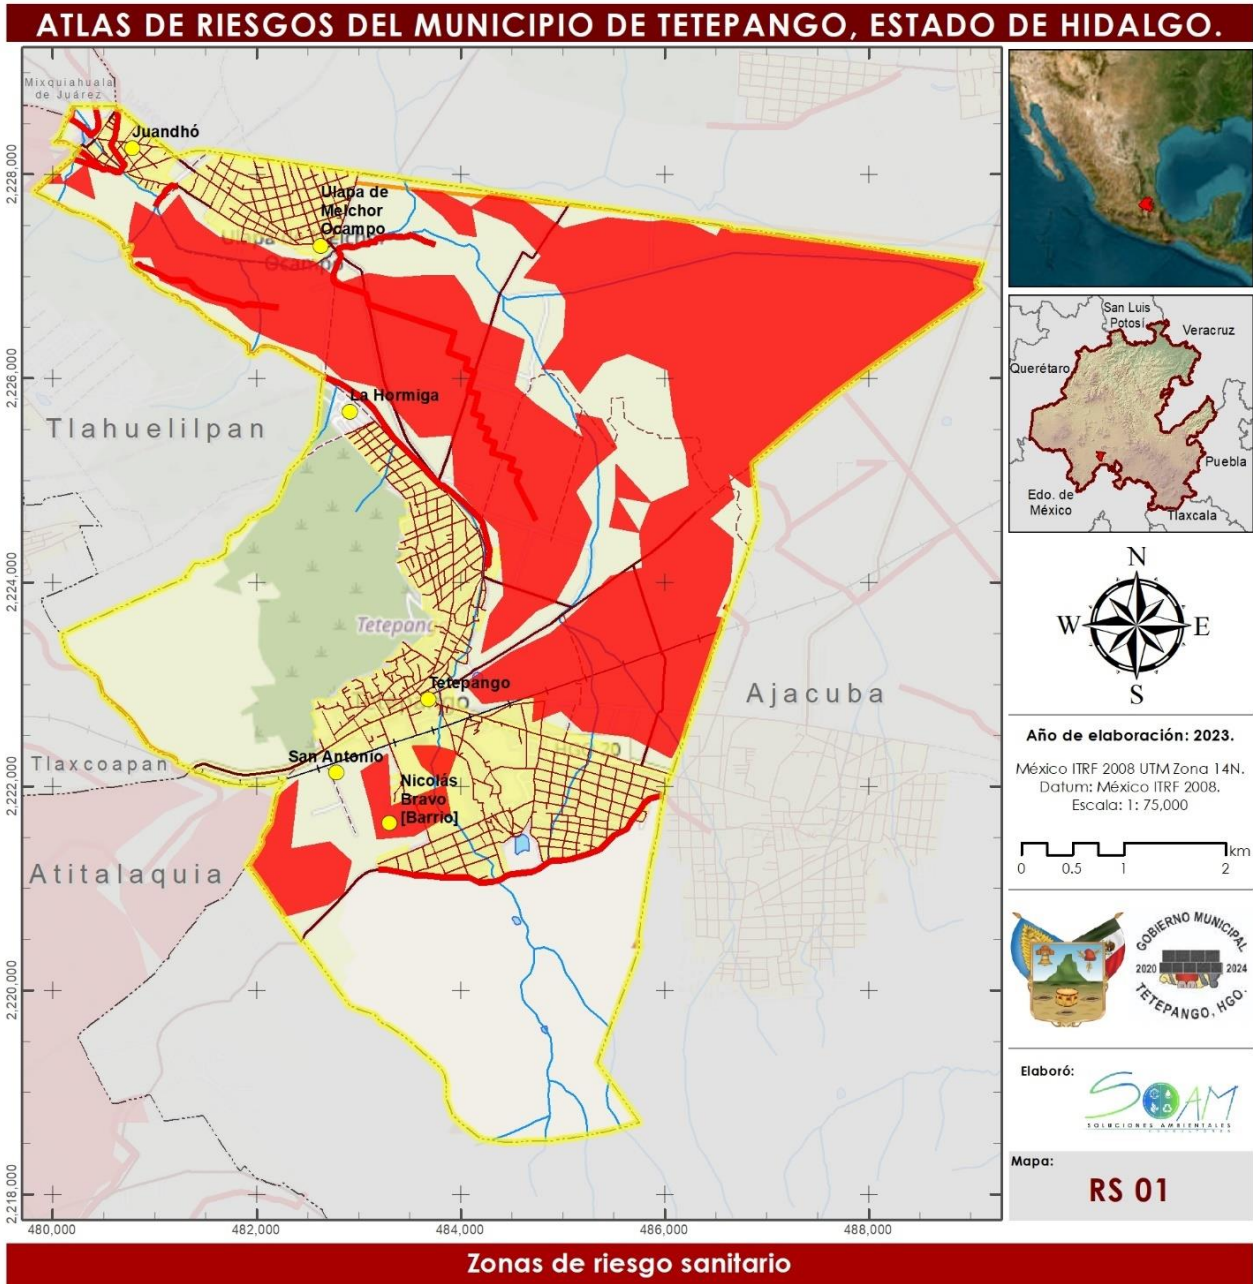 ATLAS DE RIESGOS DEL MUNICIPIO DE TETEPANGO, ESTADO DE HIDALGO.
Mixquiahuala
de Juárez
Juandhó
Ulapa de
Melchor
Ocampo
Ocampo
La Hormiga
Tlahuelilpan
Tetepang
Tetepango
Ajacuba
San Antonio
Tlaxcoapan
Nicolás
Bravo
[Barrio]
Atitalaquia
2,228,000
2,226,000
2,224,000
2,222,000
2,220,000
2,218,000
480,000
482,000
484,000
486,000
488,000
San Luis
Potosí
Veracruz
Querétaro
Puebla
Edo. de
México
Tlaxcala
N
W
E
S
Año de elaboración: 2023.
México ITRF 2008 UTM Zona 14N.
Datum: México ITRF 2008.
Escala: 1: 75,000
km
0 0.5 1 2
GOBIERNO MUNICIPAL
2020 2024
TETEPANGO, HGO.
Elaboró:
SOAM
SOLUCIONES AMBIENTALES
Mapa:
RS 01
Zonas de riesgo sanitario